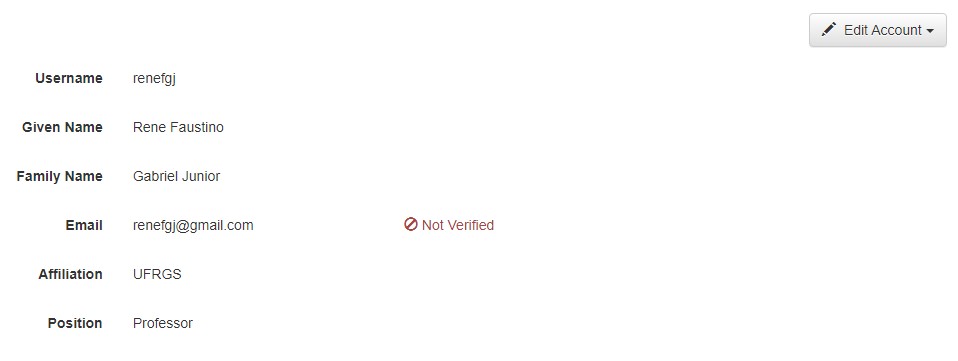 Edit Account
Username renefgj
Given Name Rene Faustino
Family Name Gabriel Junior
Email renefgj@gmail.com Not Verified
Affiliation UFRGS
Position Professor